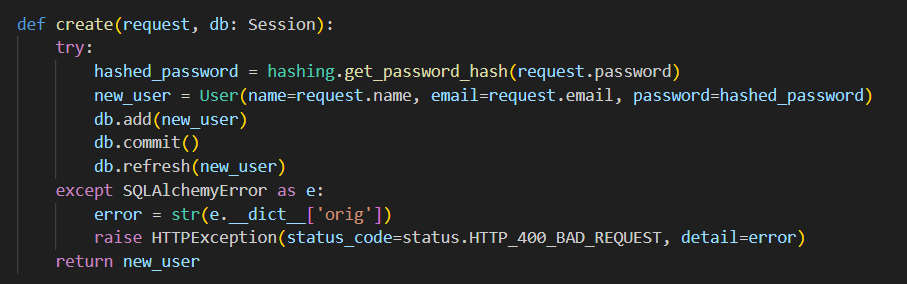 def create(request, db: Session):
    try:
        hashed_password = hashing.get_password_hash(request.password)
        new_user = User(name=request.name, email=request.email, password=hashed_password)
        db.add(new_user)
        db.commit()
        db.refresh(new_user)
    except SQLAlchemyError as e:
        error = str(e.__dict__['orig'])
        raise HTTPException(status_code=status.HTTP_400_BAD_REQUEST, detail=error)
    return new_user